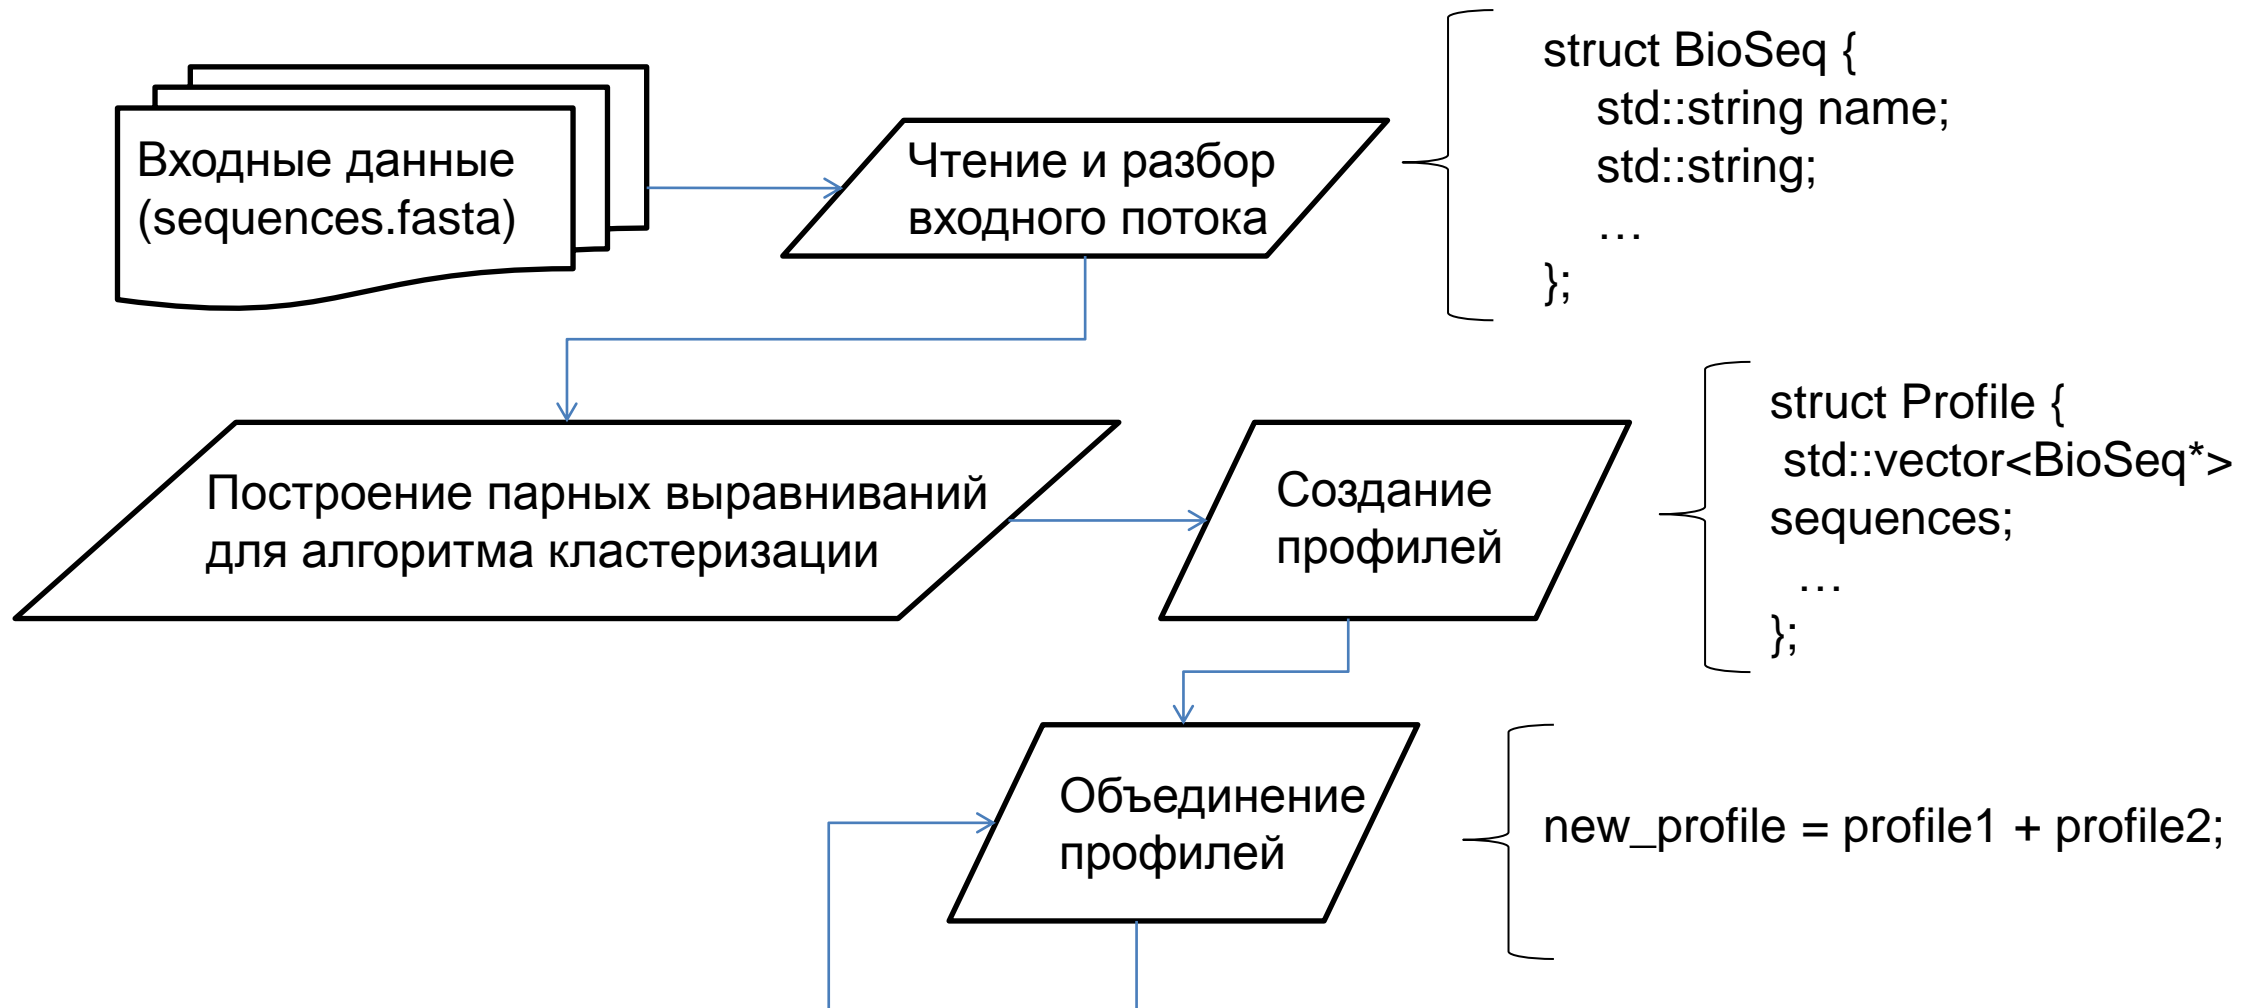 Входные данные
(sequences.fasta)
Чтение и разбор
входного потока
struct BioSeq {
std::string name;
std::string;
…
};
Построение парных выравниваний
для алгоритма кластеризации
Создание
профилей
struct Profile {
std::vector<BioSeq*>
sequences;
…
};
Объединение
профилей
new_profile = profile1 + profile2;